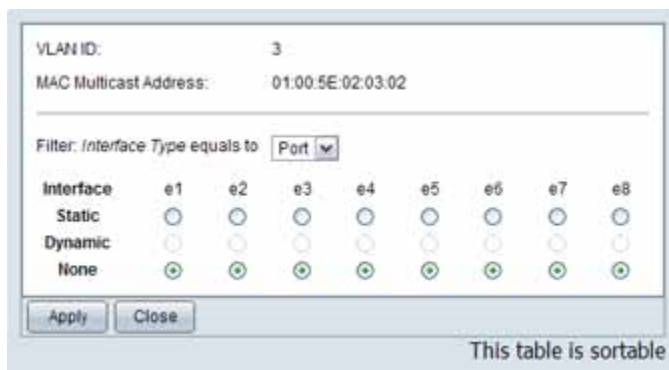 VLAN ID: 3
MAC Multicast Address: 01:00:5E:02:03:02
Filter: Interface Type equals to Port
Interface e1 e2 e3 e4 e5 e6 e7 e8
Static
Dynamic
None
Apply Close
This table is sortable